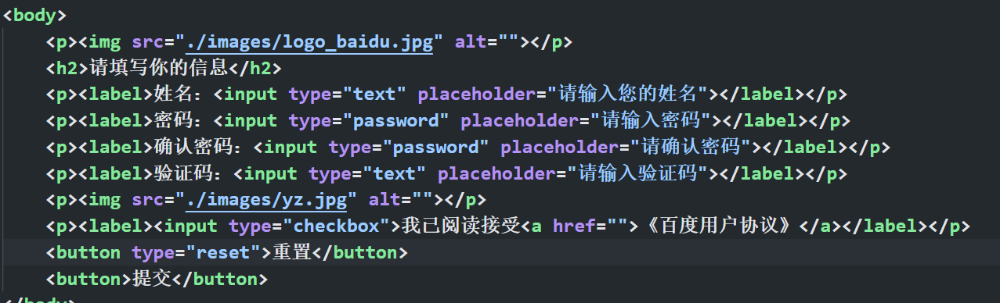 <body>
<p><img src="./images/logo_baidu.jpg" alt=""></p>
<h2>请填写你的信息</h2>
<p><label>姓名：<input type="text" placeholder="请输入您的姓名"></label></p>
<p><label>密码：<input type="password" placeholder="请输入密码"></label></p>
<p><label>确认密码：<input type="password" placeholder="请确认密码"></label></p>
<p><label>验证码：<input type="text" placeholder="请输入验证码"></label></p>
<p><img src="./images/yz.jpg" alt=""></p>
<p><label><input type="checkbox">我已阅读接受<a href="">《百度用户协议》</a></label></p>
<button type="reset">重置</button>
<button>提交</button>
</body>